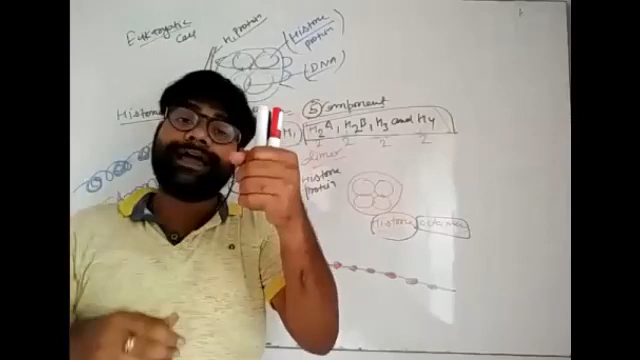 Eukaryotic
Cell
H1 Protein
Histone
protein
(DNA)
Histone
5 Component
H1
H2A, H2B, H3 and H4
2 2 2 2
Histone
protein
Histone octamer